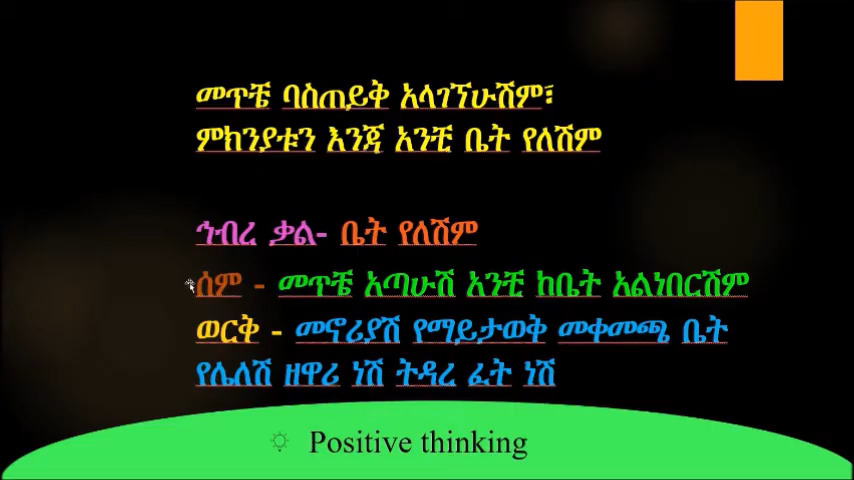 መጥቼ ባስጠይቅ አላገኘሁሽም፣
ምክንያቱን እንጃ አንቺ ቤት የለሽም
ኅብረ ቃል- ቤት የለሽም
ሰም - መጥቼ አጣሁሽ አንቺ ከቤት አልነበርሽም
ወርቅ - መኖሪያሽ የማይታወቅ መቀመጫ ቤት
የሌለሽ ዘዋሪ ነሽ ትዳረ ፈት ነሽ
Positive thinking